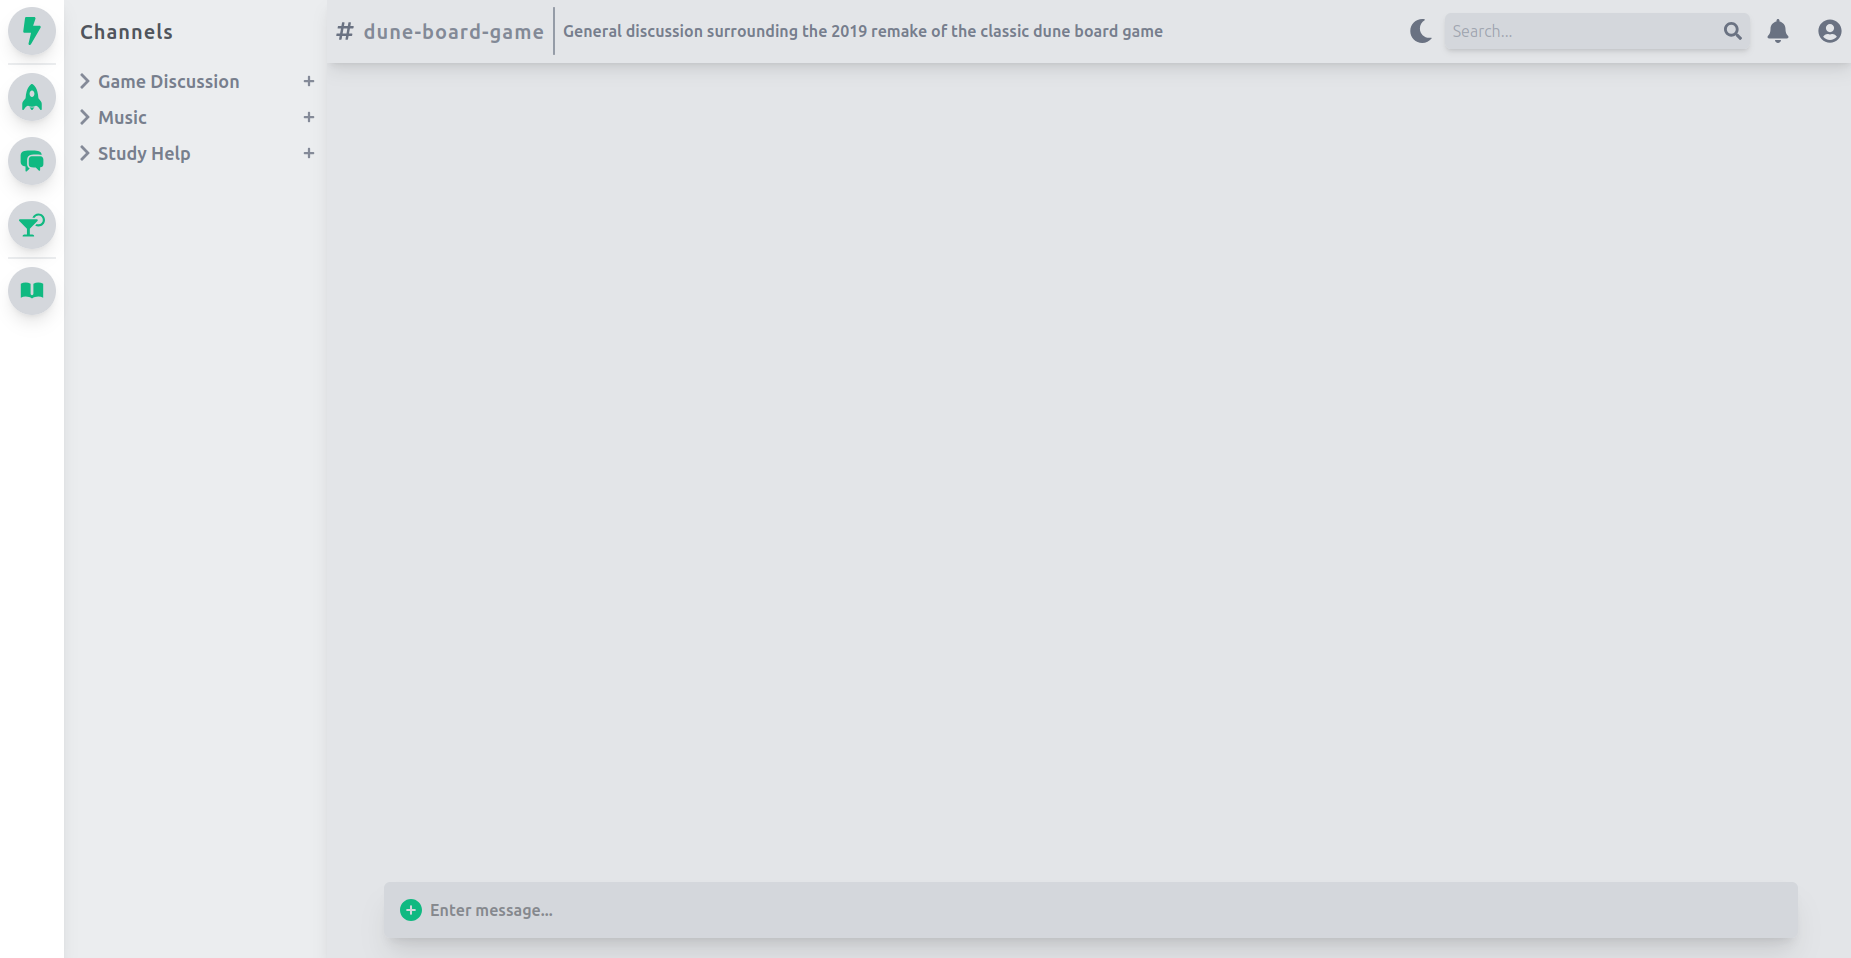 Channels
Game Discussion
Music
Study Help
# dune-board-game
General discussion surrounding the 2019 remake of the classic dune board game
Search...
Enter message...